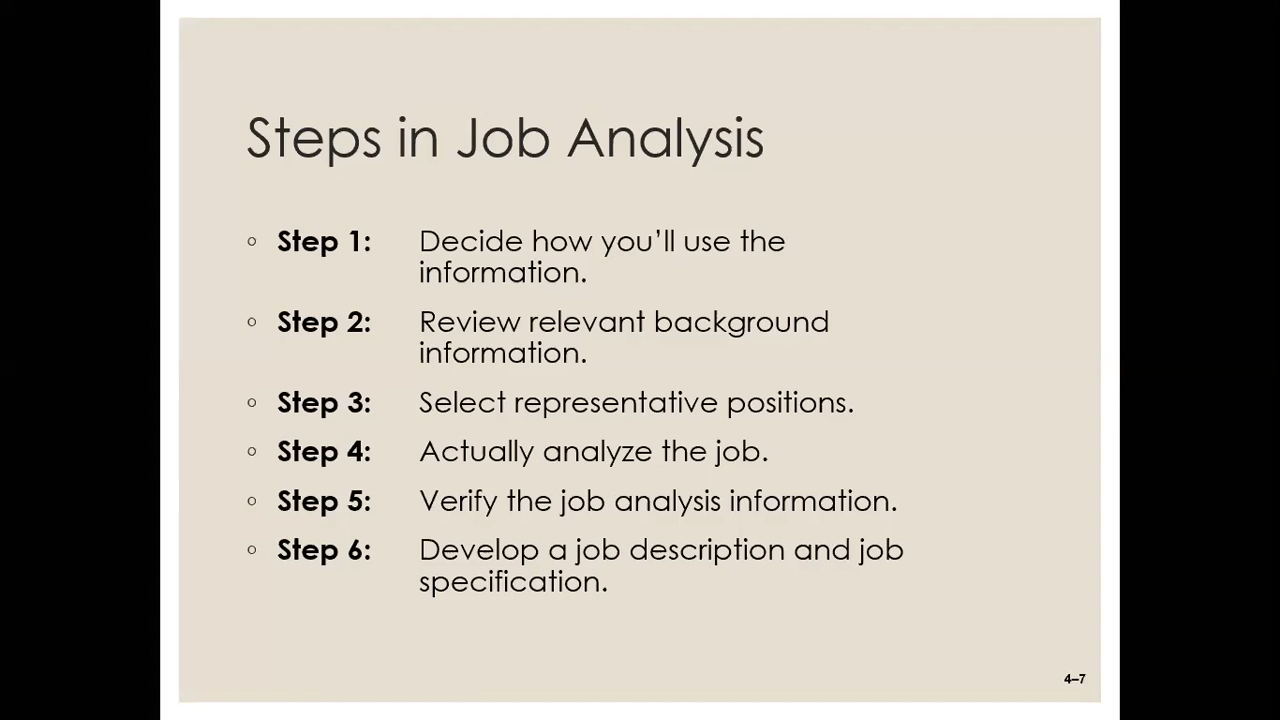 Steps in Job Analysis
◦ Step 1: Decide how you’ll use the
information.
◦ Step 2: Review relevant background
information.
◦ Step 3: Select representative positions.
◦ Step 4: Actually analyze the job.
◦ Step 5: Verify the job analysis information.
◦ Step 6: Develop a job description and job
specification.
4–7